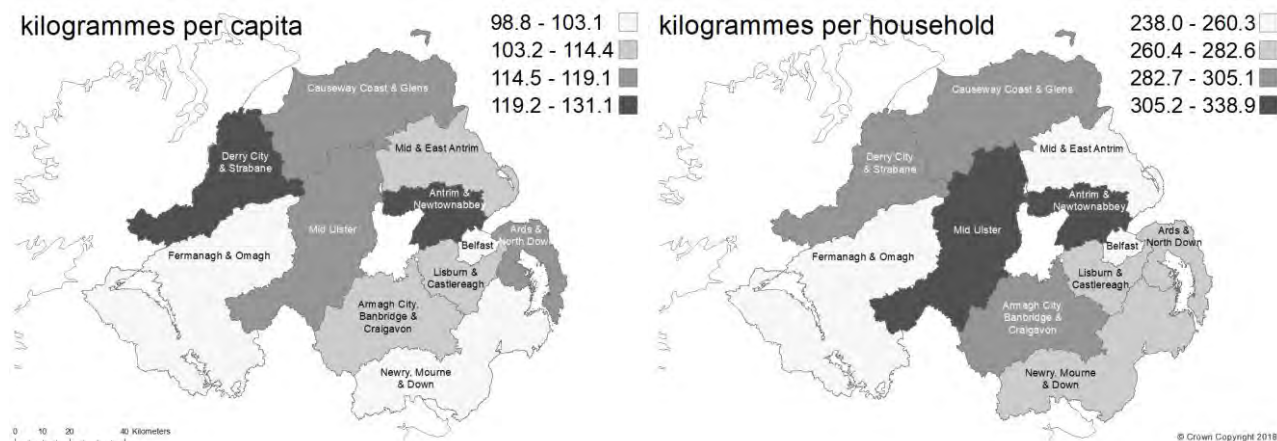 kilogrammes per capita
98.8 - 103.1
103.2 - 114.4
114.5 - 119.1
119.2 - 131.1
Causeway Coast & Glens
Derry City
& Strabane
Mid & East Antrim
Antrim &
Newtownabbey
Mid Ulster
Belfast
Ards &
North Down
Fermanagh & Omagh
Lisburn &
Castlereagh
Armagh City,
Banbridge &
Craigavon
Newry, Mourne
& Down
0 10 20 40 Kilometers
kilogrammes per household
238.0 - 260.3
260.4 - 282.6
282.7 - 305.1
305.2 - 338.9
Causeway Coast & Glens
Derry City
& Strabane
Mid & East Antrim
Antrim &
Newtownabbey
Mid Ulster
Belfast
Ards &
North Down
Fermanagh & Omagh
Lisburn &
Castlereagh
Armagh City,
Banbridge &
Craigavon
Newry, Mourne
& Down
© Crown Copyright 2018